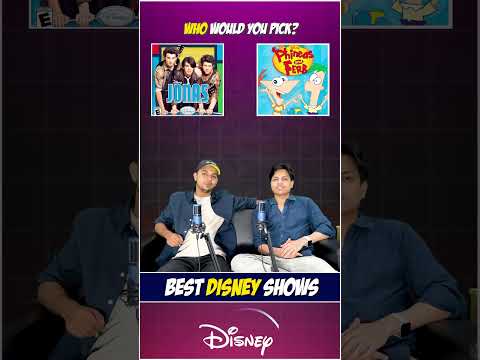 WHO WOULD YOU PICK?
JONAS
Phineas
AND
FERB
BEST DISNEY SHOWS
Disney